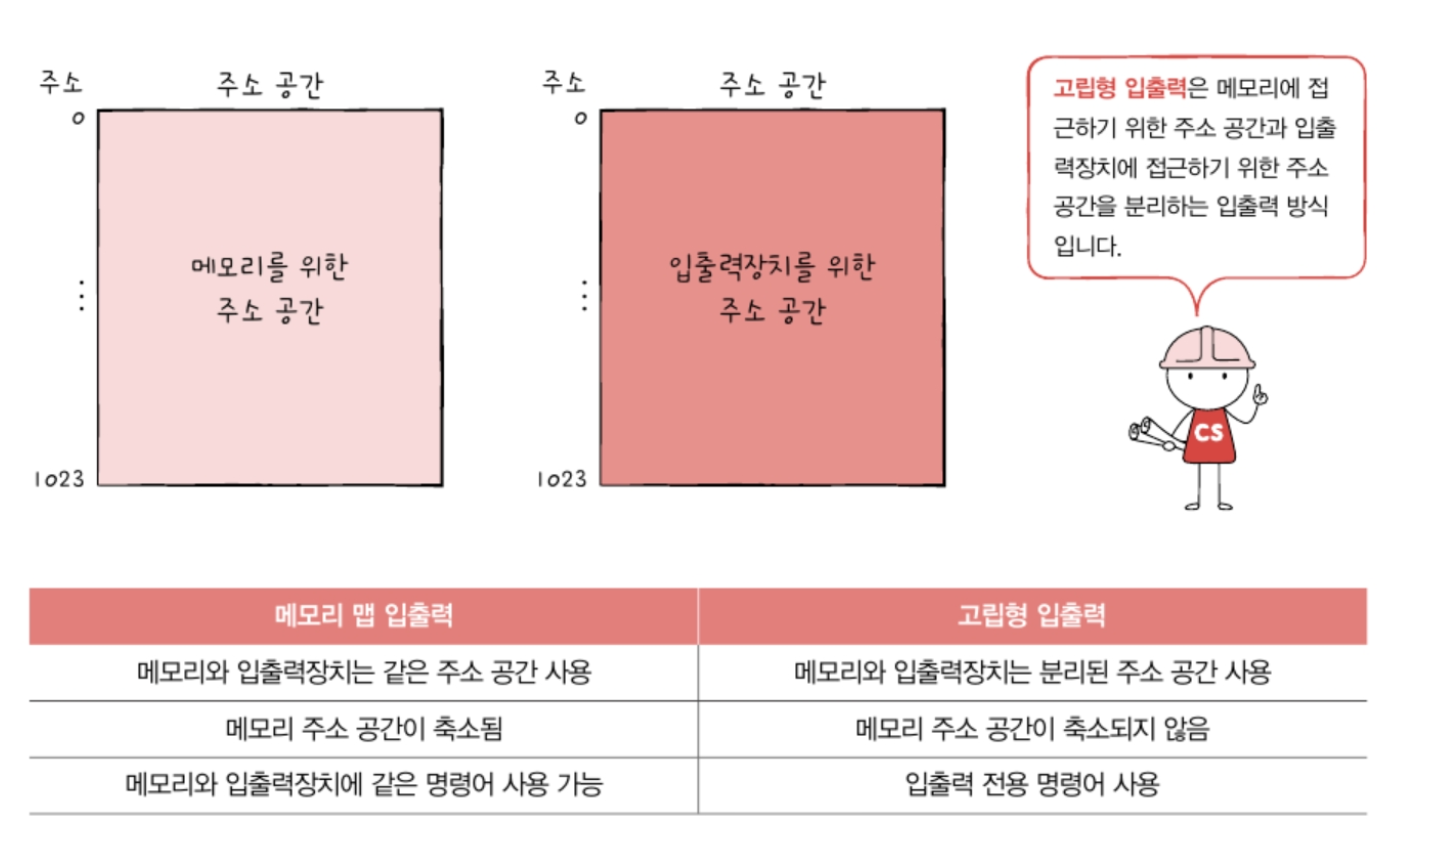 주소
주소 공간
0
메모리를 위한
주소 공간
⋮
1023
주소
주소 공간
0
입출력장치를 위한
주소 공간
⋮
1023
고립형 입출력은 메모리에 접
근하기 위한 주소 공간과 입출
력장치에 접근하기 위한 주소
공간을 분리하는 입출력 방식
입니다.
CS
메모리 맵 입출력 고립형 입출력
메모리와 입출력장치는 같은 주소 공간 사용 메모리와 입출력장치는 분리된 주소 공간 사용
메모리 주소 공간이 축소됨 메모리 주소 공간이 축소되지 않음
메모리와 입출력장치에 같은 명령어 사용 가능 입출력 전용 명령어 사용